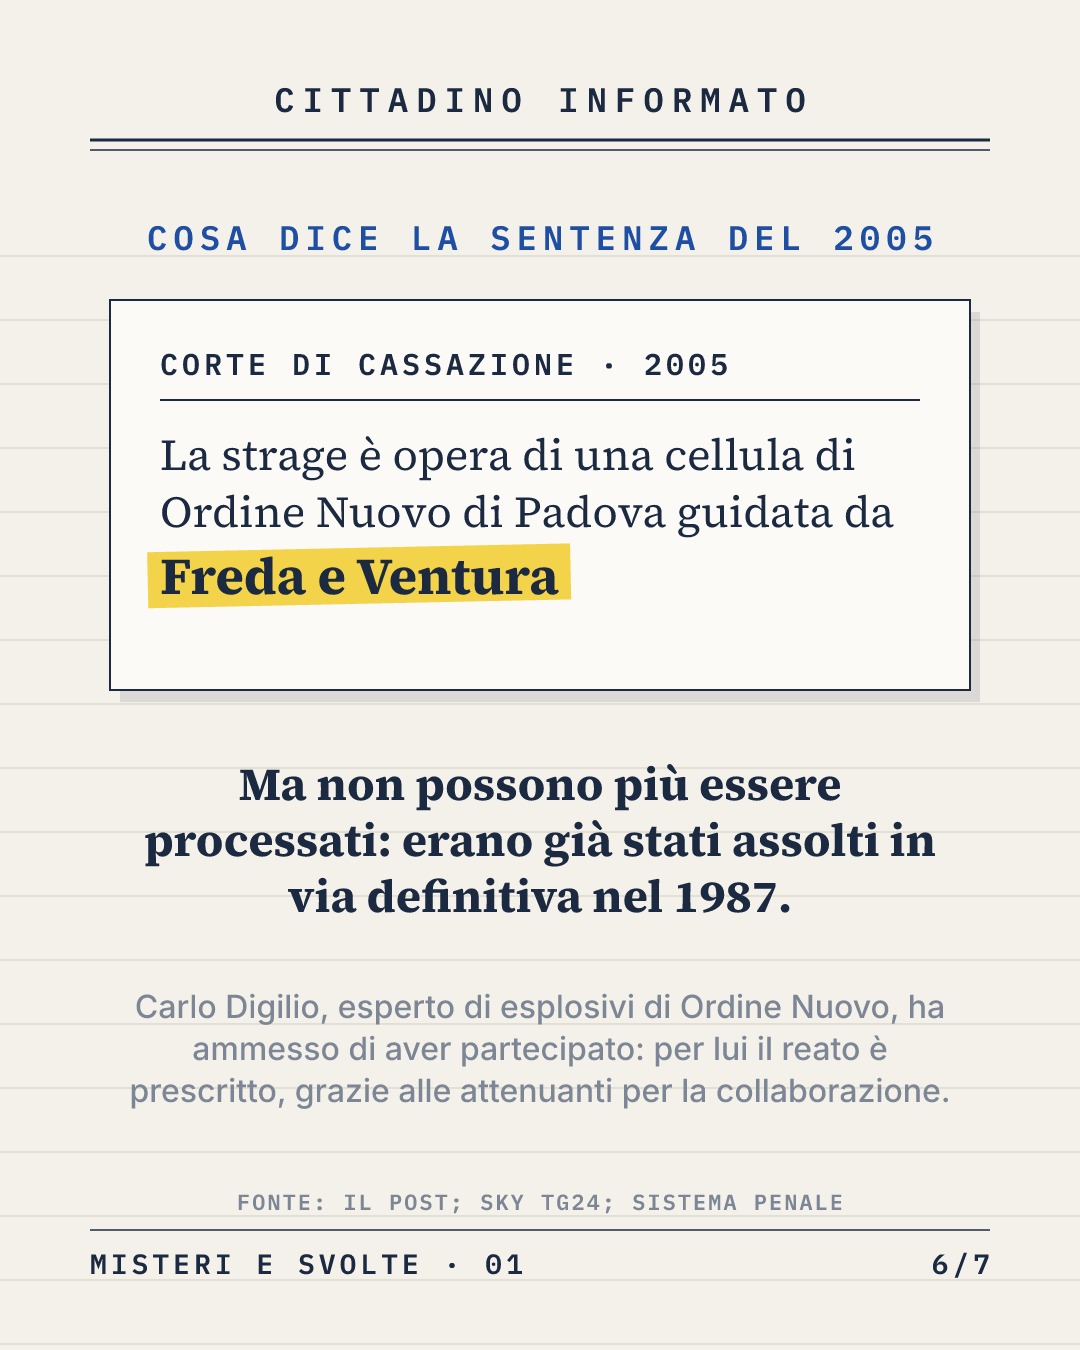 CITTADINO INFORMATO
COSA DICE LA SENTENZA DEL 2005
CORTE DI CASSAZIONE · 2005
La strage è opera di una cellula di
Ordine Nuovo di Padova guidata da
Freda e Ventura
Ma non possono più essere
processati: erano già stati assolti in
via definitiva nel 1987.
Carlo Digilio, esperto di esplosivi di Ordine Nuovo, ha
ammesso di aver partecipato: per lui il reato è
prescritto, grazie alle attenuanti per la collaborazione.
FONTE: IL POST; SKY TG24; SISTEMA PENALE
MISTERI E SVOLTE · 01
6/7